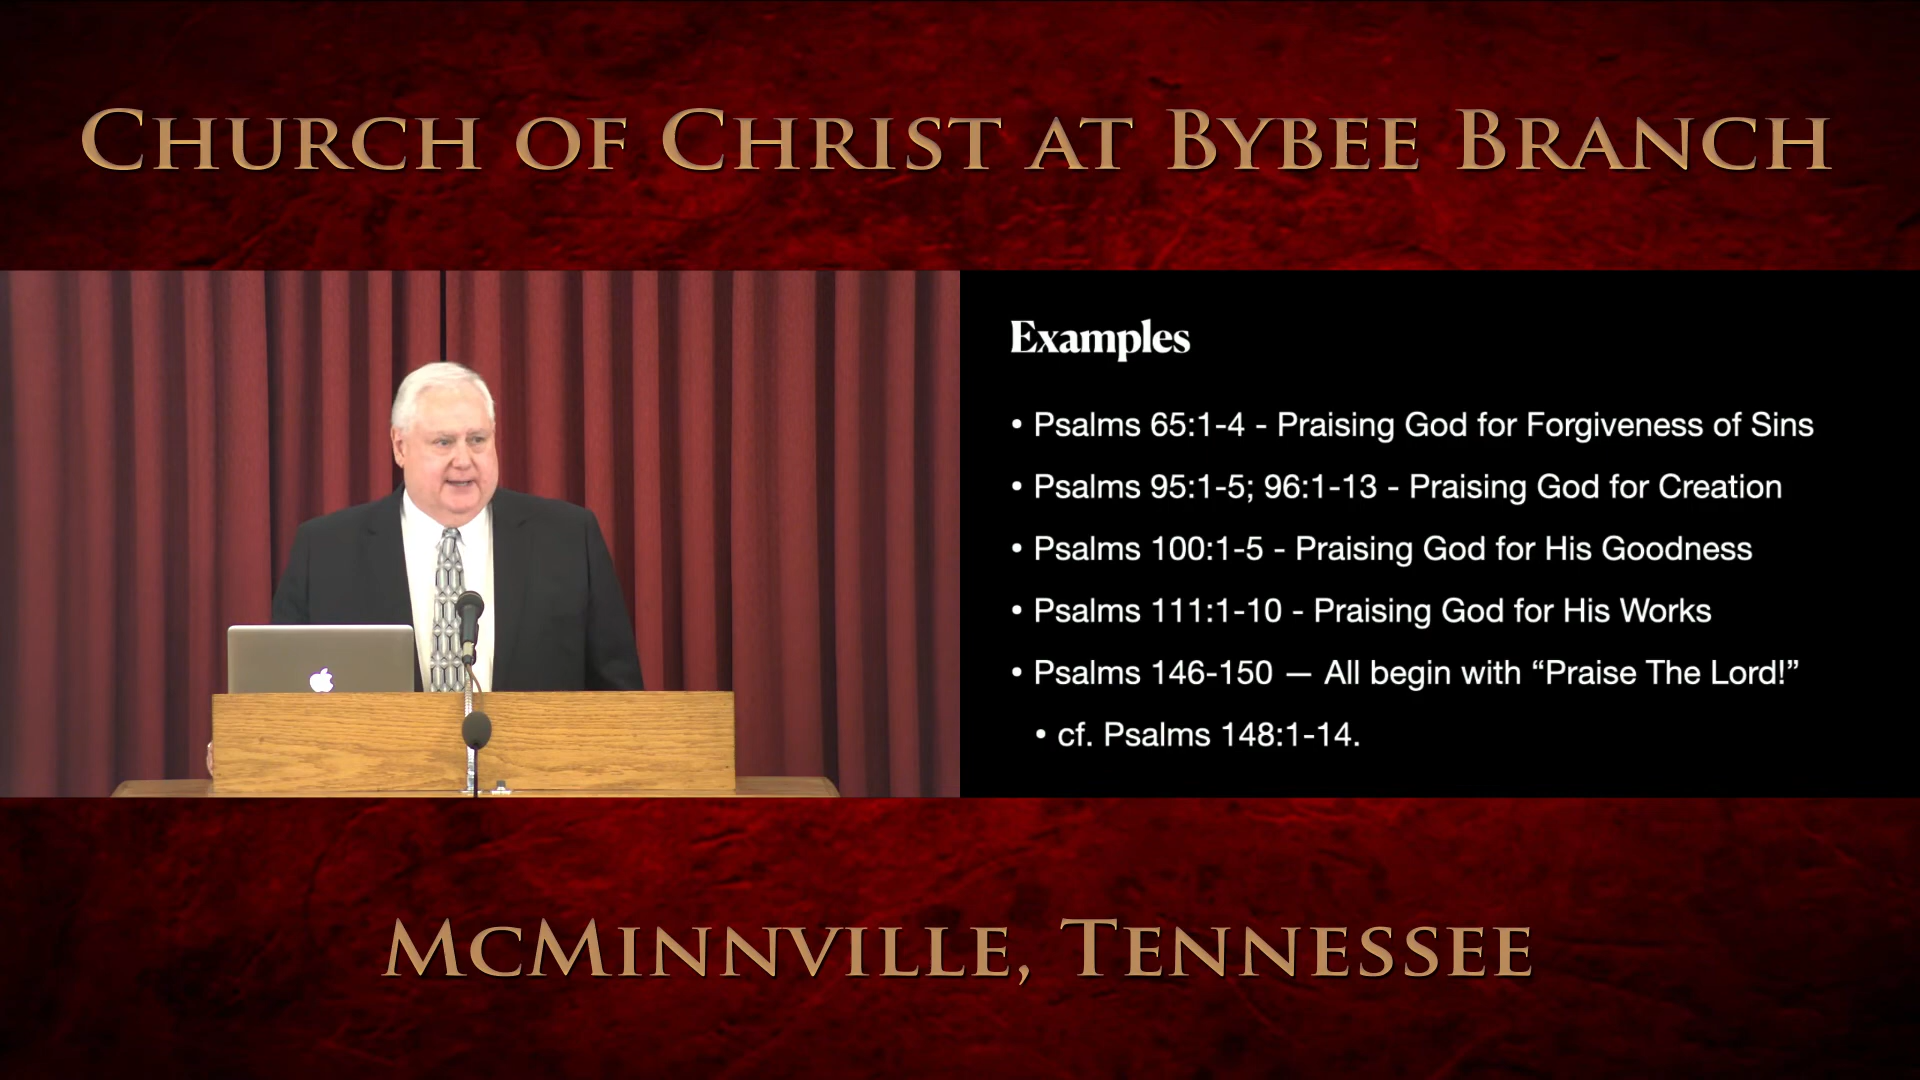 CHURCH OF CHRIST AT BYBEE BRANCH
Examples
• Psalms 65:1-4 - Praising God for Forgiveness of Sins
• Psalms 95:1-5; 96:1-13 - Praising God for Creation
• Psalms 100:1-5 - Praising God for His Goodness
• Psalms 111:1-10 - Praising God for His Works
• Psalms 146-150 — All begin with “Praise The Lord!”
• cf. Psalms 148:1-14.
MCMINNVILLE, TENNESSEE